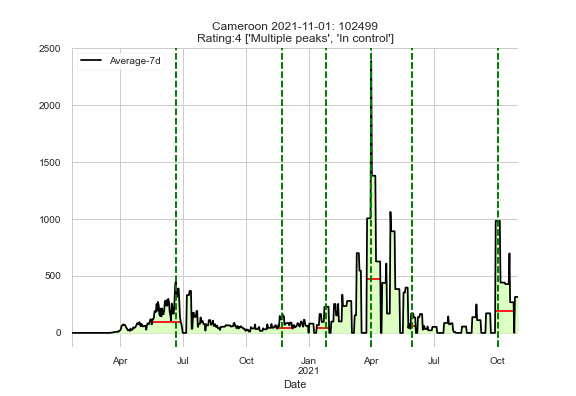 Cameroon 2021-11-01: 102499
Rating:4 ['Multiple peaks', 'In control']
Average-7d
2500
2000
1500
1000
500
0
Apr
Jul
Oct
Jan
2021
Apr
Jul
Oct
Date